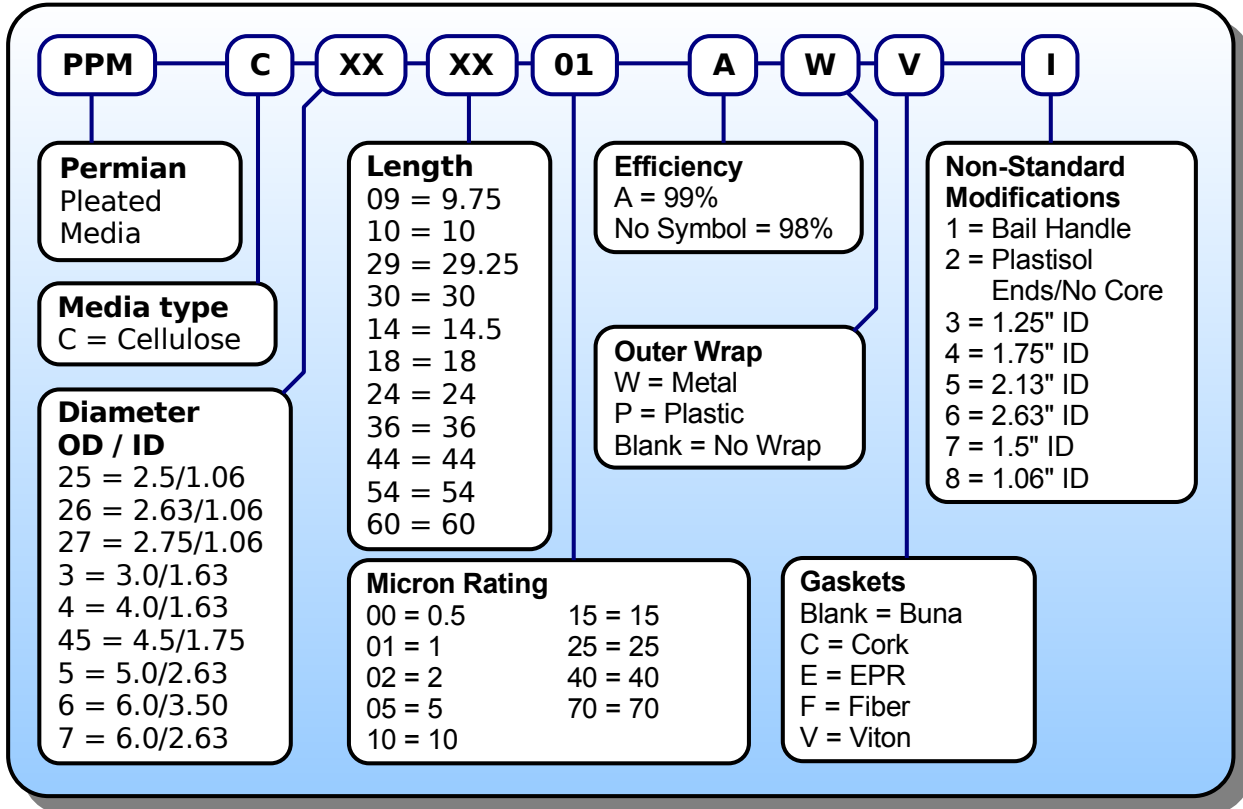 PPM C XX XX 01 A W V I
Permian
Pleated
Media
Media type
C = Cellulose
Diameter
OD / ID
25 = 2.5/1.06
26 = 2.63/1.06
27 = 2.75/1.06
3 = 3.0/1.63
4 = 4.0/1.63
45 = 4.5/1.75
5 = 5.0/2.63
6 = 6.0/3.50
7 = 6.0/2.63
Length
09 = 9.75
10 = 10
29 = 29.25
30 = 30
14 = 14.5
18 = 18
24 = 24
36 = 36
44 = 44
54 = 54
60 = 60
Micron Rating
00 = 0.5 15 = 15
01 = 1 25 = 25
02 = 2 40 = 40
05 = 5 70 = 70
10 = 10
Efficiency
A = 99%
No Symbol = 98%
Outer Wrap
W = Metal
P = Plastic
Blank = No Wrap
Gaskets
Blank = Buna
C = Cork
E = EPR
F = Fiber
V = Viton
Non-Standard
Modifications
1 = Bail Handle
2 = Plastisol
Ends/No Core
3 = 1.25" ID
4 = 1.75" ID
5 = 2.13" ID
6 = 2.63" ID
7 = 1.5" ID
8 = 1.06" ID